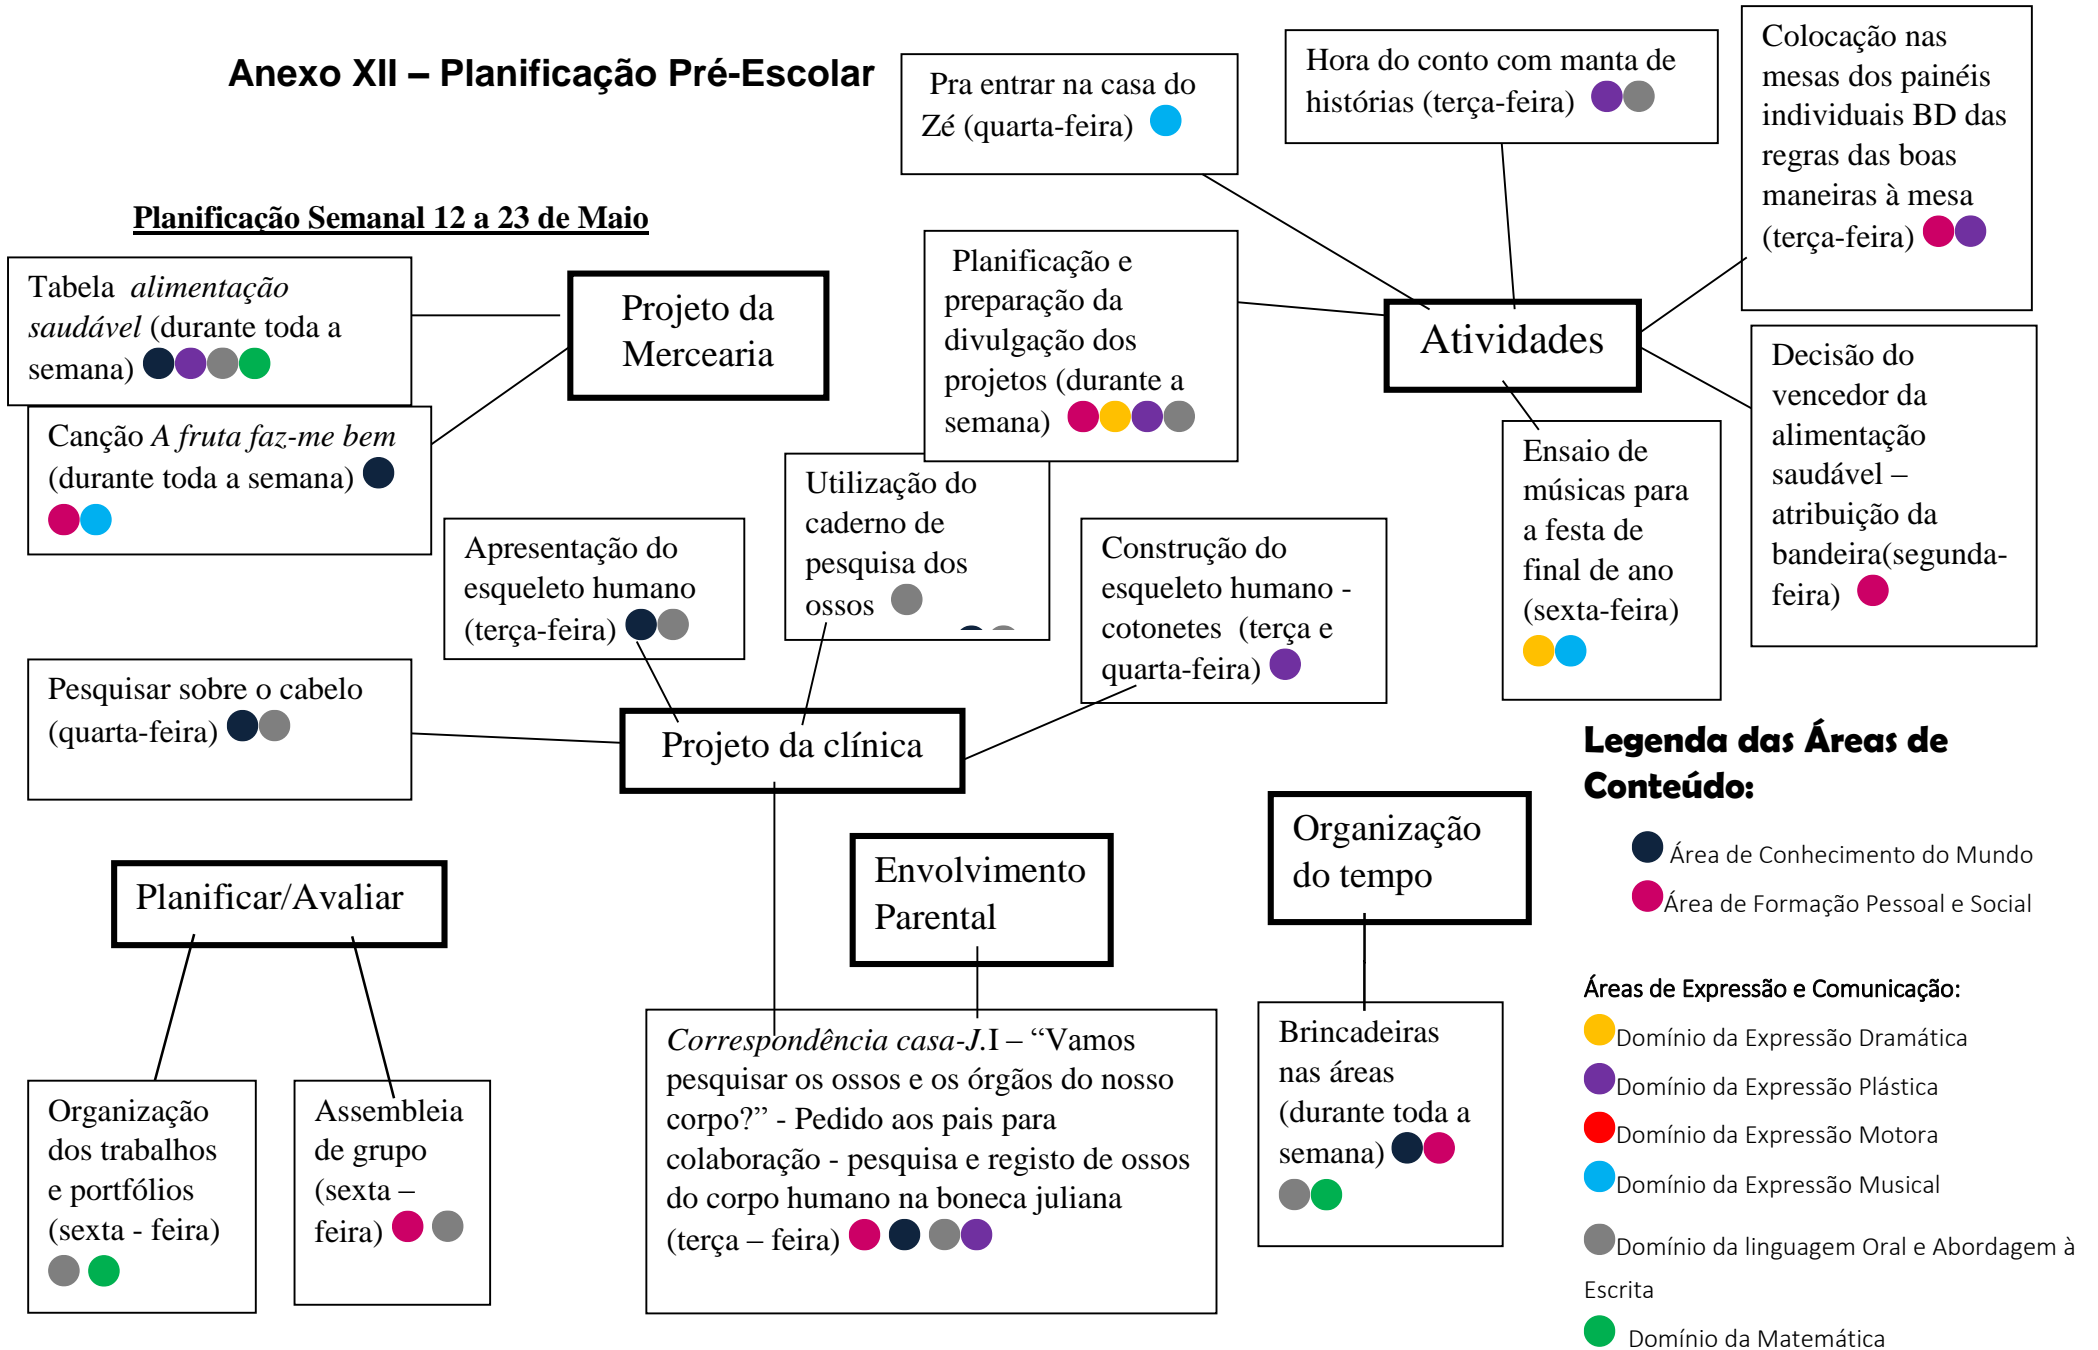 Anexo XII – Planificação Pré-Escolar
Planificação Semanal 12 a 23 de Maio
Pra entrar na casa do
Zé (quarta-feira)
Hora do conto com manta de
histórias (terça-feira)
Colocação nas
mesas dos painéis
individuais BD das
regras das boas
maneiras à mesa
(terça-feira)
Tabela alimentação
saudável (durante toda a
semana)
Projeto da
Mercearia
Planificação e
preparação da
divulgação dos
projetos (durante a
semana)
Atividades
Decisão do
vencedor da
alimentação
saudável –
atribuição da
bandeira(segunda-
feira)
Canção A fruta faz-me bem
(durante toda a semana)
Apresentação do
esqueleto humano
(terça-feira)
Utilização do
caderno de
pesquisa dos
ossos
Construção do
esqueleto humano -
cotonetes (terça e
quarta-feira)
Ensaio de
músicas para
a festa de
final de ano
(sexta-feira)
Pesquisar sobre o cabelo
(quarta-feira)
Projeto da clínica
Legenda das Áreas de
Conteúdo:
Área de Conhecimento do Mundo
Área de Formação Pessoal e Social
Áreas de Expressão e Comunicação:
Domínio da Expressão Dramática
Domínio da Expressão Plástica
Domínio da Expressão Motora
Domínio da Expressão Musical
Domínio da linguagem Oral e Abordagem à
Escrita
Domínio da Matemática
Planificar/Avaliar
Envolvimento
Parental
Organização
do tempo
Organização
dos trabalhos
e portfólios
(sexta - feira)
Assembleia
de grupo
(sexta –
feira)
Correspondência casa-J.I – “Vamos
pesquisar os ossos e os órgãos do nosso
corpo?” - Pedido aos pais para
colaboração - pesquisa e registo de ossos
do corpo humano na boneca juliana
(terça – feira)
Brincadeiras
nas áreas
(durante toda a
semana)